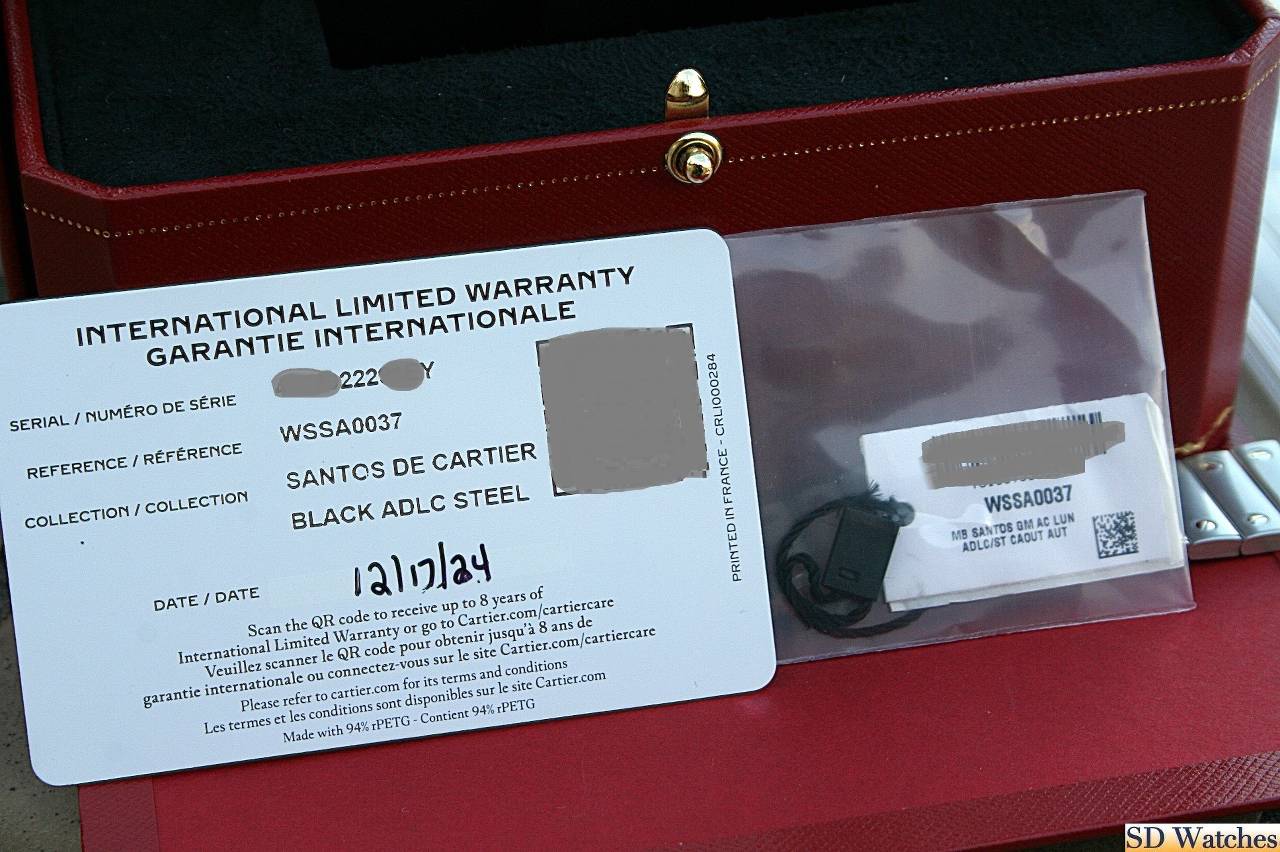 INTERNATIONAL LIMITED WARRANTY
GARANTIE INTERNATIONALE
SERIAL / NUMÉRO DE SÉRIE 222 Y
REFERENCE / RÉFÉRENCE WSSA0037
COLLECTION / COLLECTION SANTOS DE CARTIER
BLACK ADLC STEEL
DATE / DATE 12/17/24
Scan the QR code to receive up to 8 years of
International Limited Warranty or go to Cartier.com/cartiercare
Veuillez scanner le QR code pour obtenir jusqu'à 8 ans de
garantie internationale ou connectez-vous sur le site Cartier.com/cartiercare
Please refer to cartier.com for its terms and conditions
Les termes et les conditions sont disponibles sur le site Cartier.com
Made with 94% rPETG - Contient 94% rPETG
PRINTED IN FRANCE - CRLI000284
WSSA0037
MB SANTOS GM AC LUN
ADLC/ST CAOUT AUT
SD Watches